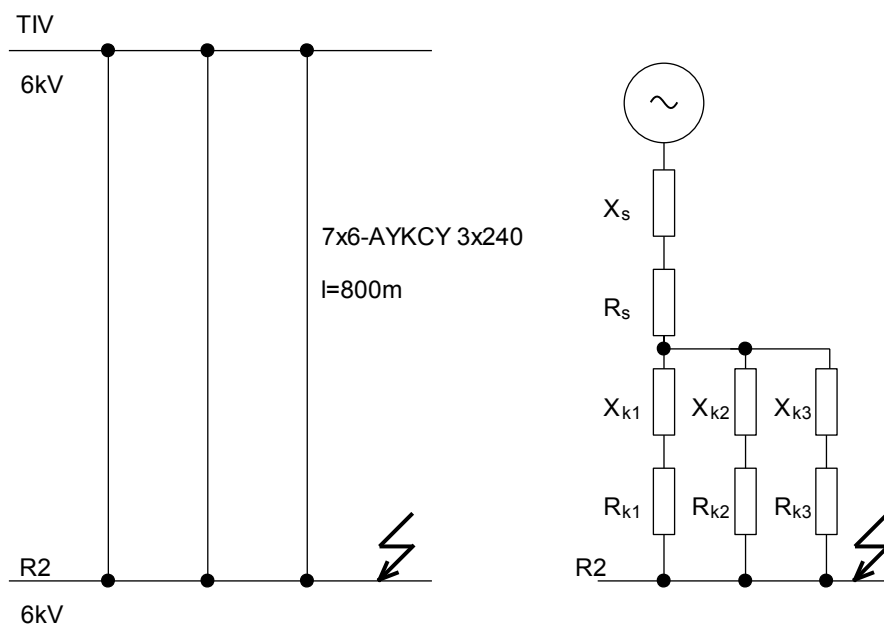 TIV
6kV
7x6-AYKCY 3x240
l=800m
R2
6kV
Xs
Rs
Xk1 Xk2 Xk3
Rk1 Rk2 Rk3
R2